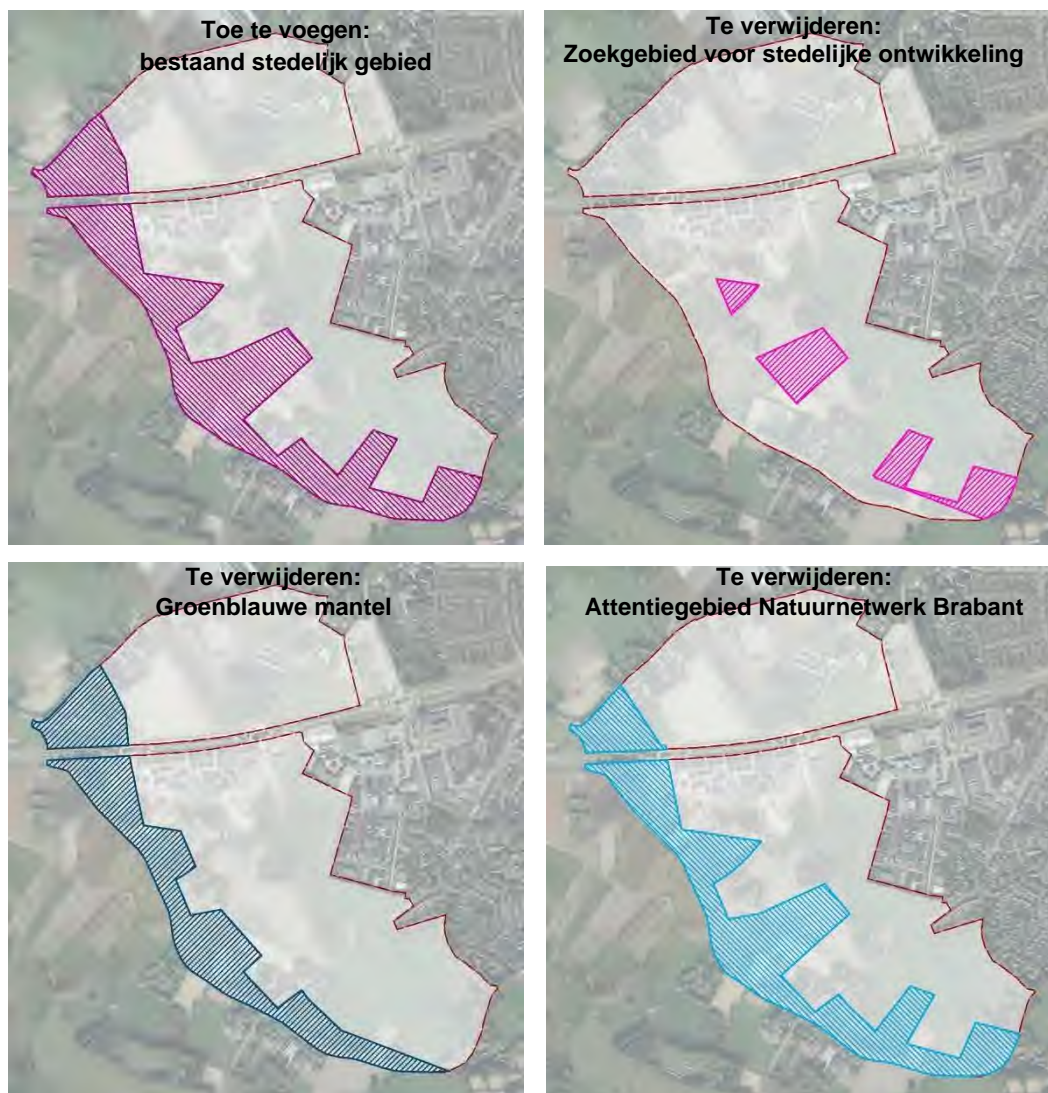 Toe te voegen:
bestaand stedelijk gebied
Te verwijderen:
Zoekgebied voor stedelijke ontwikkeling
Te verwijderen:
Groenblauwe mantel
Te verwijderen:
Attentiegebied Natuurnetwerk Brabant